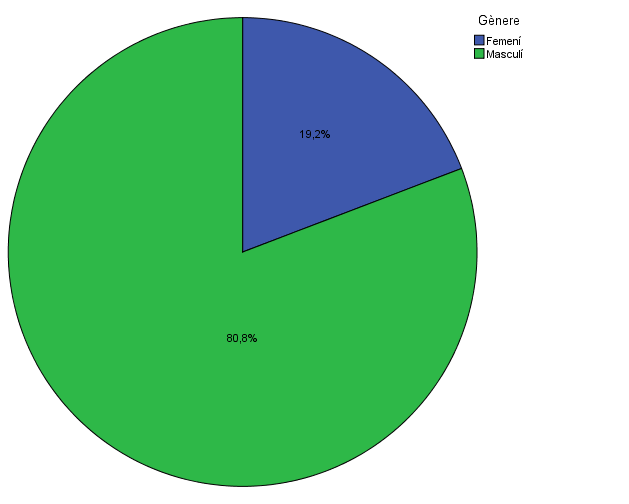 Gènere
Femení
Masculí
19,2%
80,8%